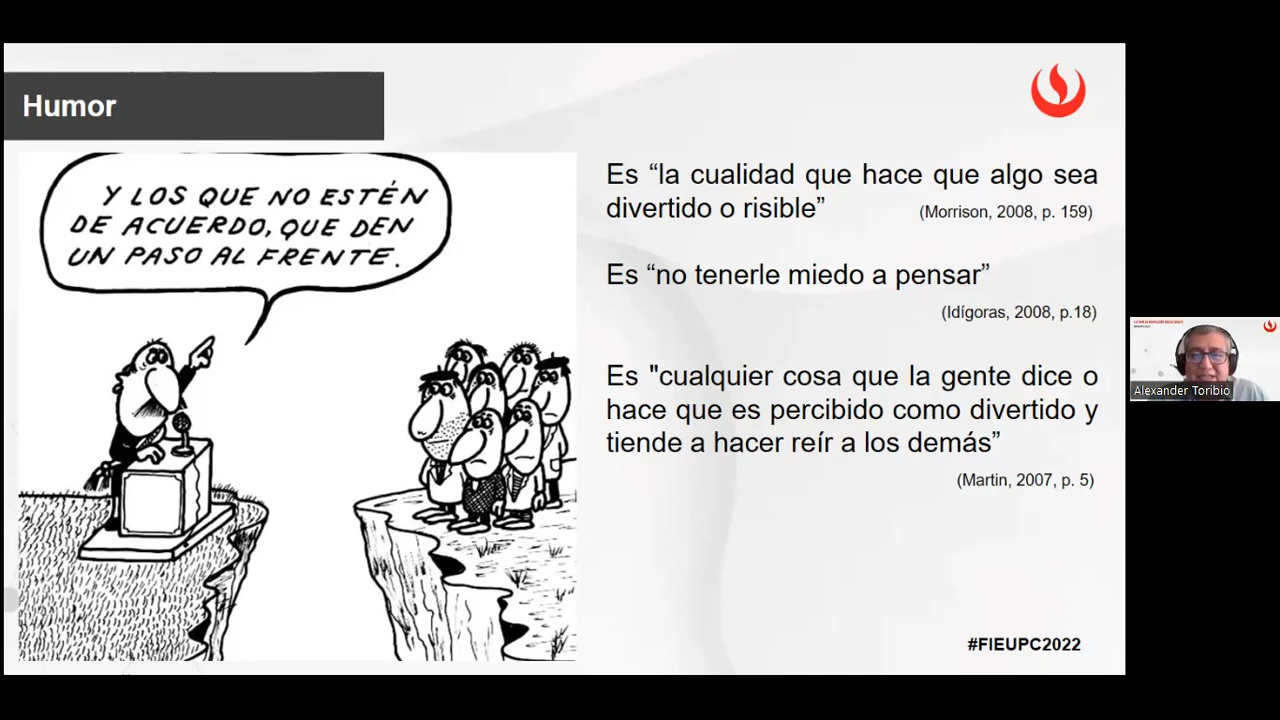 Humor
Y LOS QUE NO ESTÉN
DE ACUERDO, QUE DEN
UN PASO AL FRENTE.
Es “la cualidad que hace que algo sea
divertido o risible” (Morrison, 2008, p. 159)
Es “no tenerle miedo a pensar”
(Idígoras, 2008, p.18)
Es "cualquier cosa que la gente dice o
hace que es percibido como divertido y
tiende a hacer reír a los demás”
(Martin, 2007, p. 5)
#FIEUPC2022
Alexander Toribio